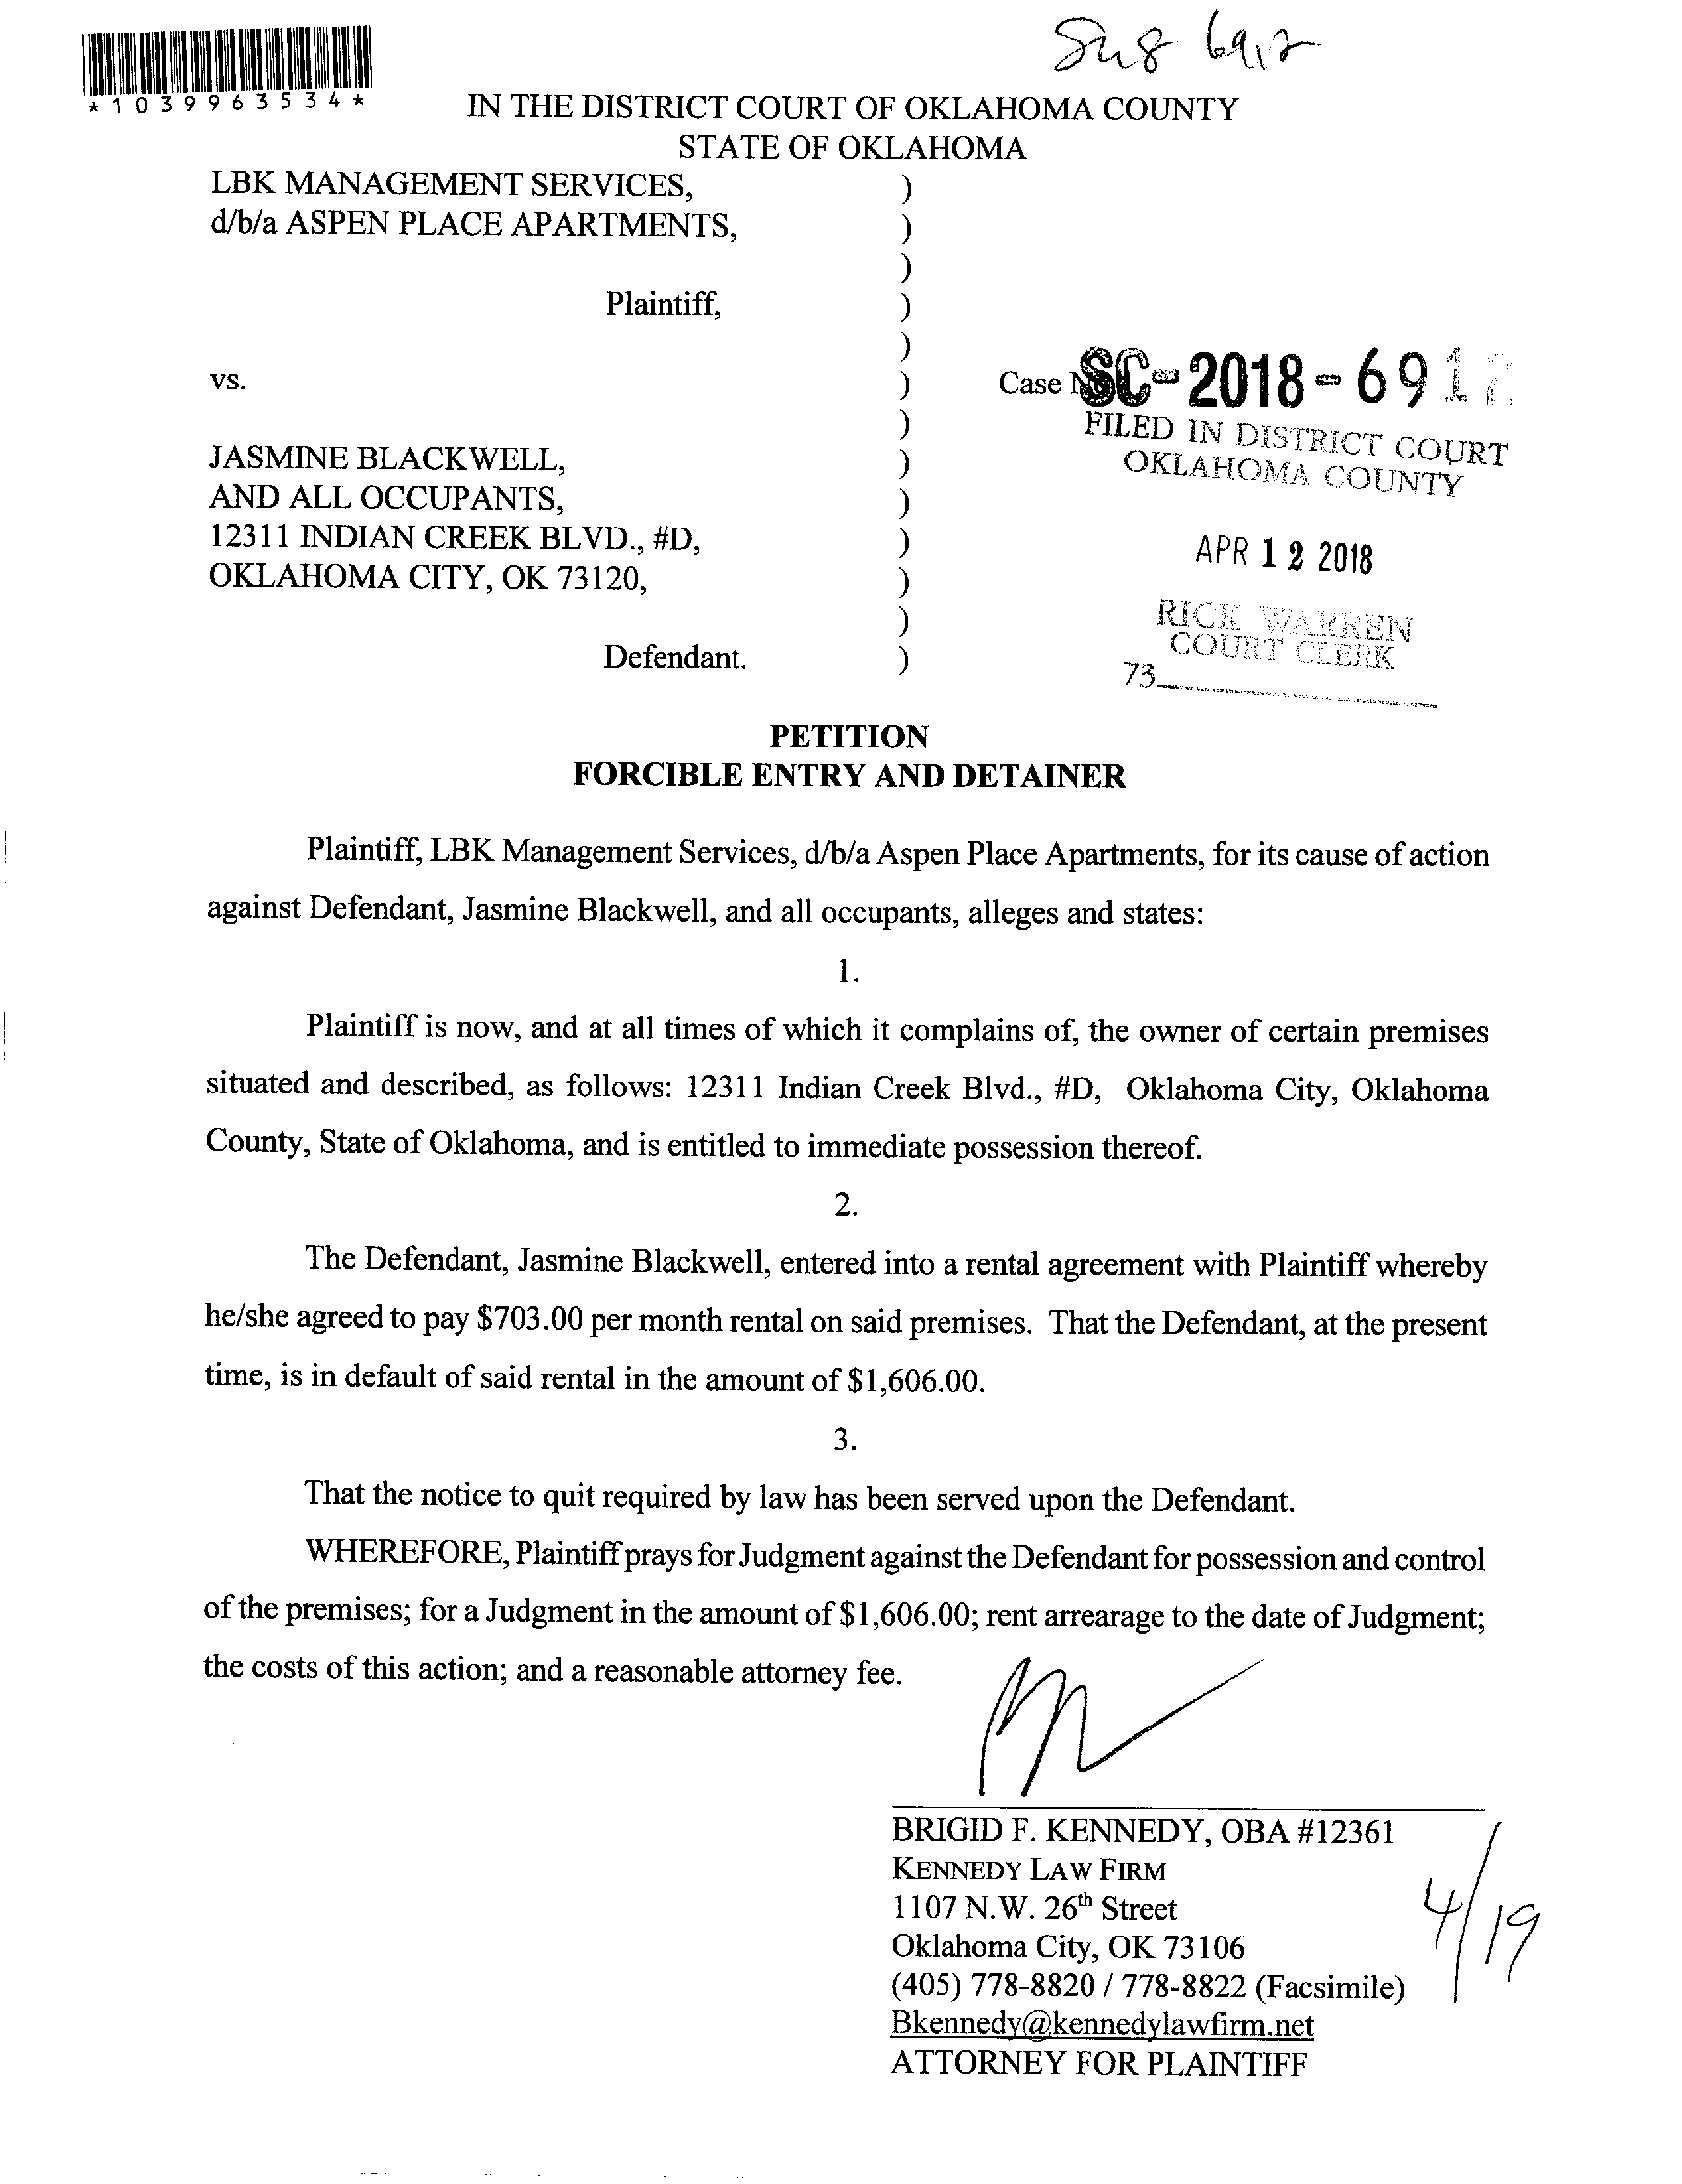 *1039963534*
IN THE DISTRICT COURT OF OKLAHOMA COUNTY
STATE OF OKLAHOMA
LBK MANAGEMENT SERVICES, )
d/b/a ASPEN PLACE APARTMENTS, )
)
Plaintiff, )
)
vs. ) Case SC-2018-691
)
FILED IN DISTRICT COURT
OKLAHOMA COUNTY
JASMINE BLACKWELL, )
AND ALL OCCUPANTS, )
12311 INDIAN CREEK BLVD., #D, ) APR 12 2018
OKLAHOMA CITY, OK 73120, )
) RICK WARREN
COURT CLERK
Defendant. ) 73
PETITION
FORCIBLE ENTRY AND DETAINER
Plaintiff, LBK Management Services, d/b/a Aspen Place Apartments, for its cause of action
against Defendant, Jasmine Blackwell, and all occupants, alleges and states:
1.
Plaintiff is now, and at all times of which it complains of, the owner of certain premises
situated and described, as follows: 12311 Indian Creek Blvd., #D, Oklahoma City, Oklahoma
County, State of Oklahoma, and is entitled to immediate possession thereof.
2.
The Defendant, Jasmine Blackwell, entered into a rental agreement with Plaintiff whereby
he/she agreed to pay $703.00 per month rental on said premises. That the Defendant, at the present
time, is in default of said rental in the amount of $1,606.00.
3.
That the notice to quit required by law has been served upon the Defendant.
WHEREFORE, Plaintiff prays for Judgment against the Defendant for possession and control
of the premises; for a Judgment in the amount of $1,606.00; rent arrearage to the date of Judgment;
the costs of this action; and a reasonable attorney fee.
BRIGID F. KENNEDY, OBA #12361
KENNEDY LAW FIRM
1107 N.W. 26th Street
Oklahoma City, OK 73106
(405) 778-8820 / 778-8822 (Facsimile)
Bkennedy@kennedylawfirm.net
ATTORNEY FOR PLAINTIFF
4/19